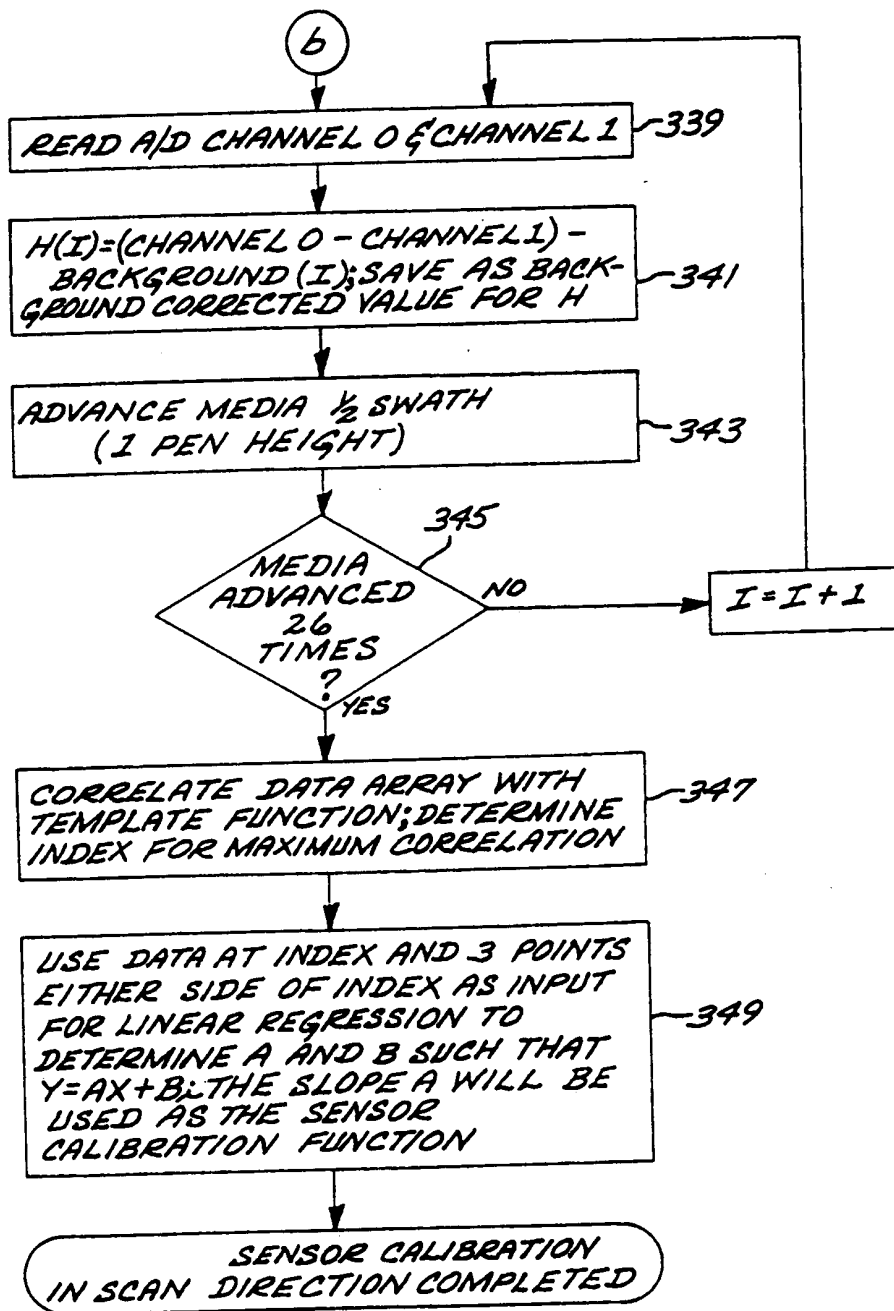 b
READ A/D CHANNEL 0 & CHANNEL 1
339
H(I)=(CHANNEL 0 - CHANNEL 1) -
BACKGROUND (I); SAVE AS BACK-
GROUND CORRECTED VALUE FOR H
341
ADVANCE MEDIA 1/2 SWATH
(1 PEN HEIGHT)
343
345
MEDIA
ADVANCED
26
TIMES
?
NO
I = I + 1
YES
CORRELATE DATA ARRAY WITH
TEMPLATE FUNCTION; DETERMINE
INDEX FOR MAXIMUM CORRELATION
347
USE DATA AT INDEX AND 3 POINTS
EITHER SIDE OF INDEX AS INPUT
FOR LINEAR REGRESSION TO
DETERMINE A AND B SUCH THAT
Y=AX+B; THE SLOPE A WILL BE
USED AS THE SENSOR
CALIBRATION FUNCTION
349
SENSOR CALIBRATION
IN SCAN DIRECTION COMPLETED